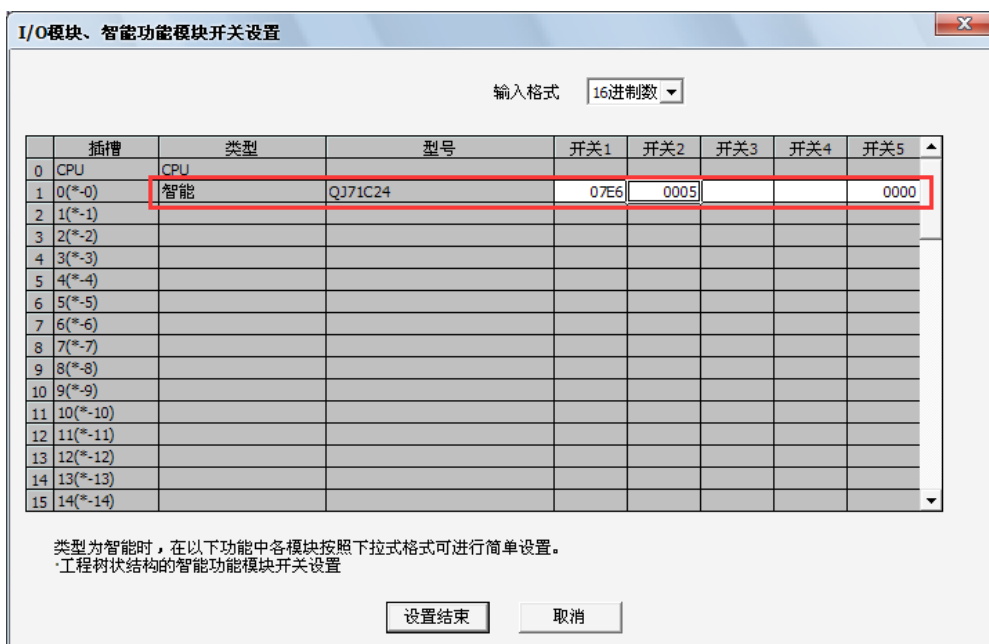 I/O模块、智能功能模块开关设置
输入格式 16进制数
插槽 类型 型号 开关1 开关2 开关3 开关4 开关5
0 CPU CPU
1 0(*-0) 智能 QJ71C24 07E6 0005 0000
2 1(*-1)
3 2(*-2)
4 3(*-3)
5 4(*-4)
6 5(*-5)
7 6(*-6)
8 7(*-7)
9 8(*-8)
10 9(*-9)
11 10(*-10)
12 11(*-11)
13 12(*-12)
14 13(*-13)
15 14(*-14)
类型为智能时，在以下功能中各模块按照下拉式格式可进行简单设置。
·工程树状结构的智能功能模块开关设置
设置结束 取消